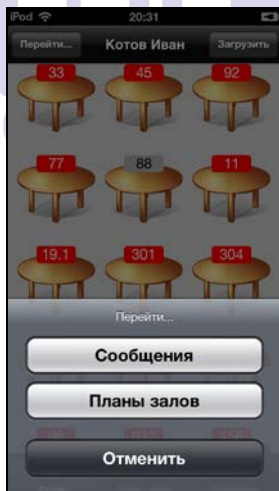 iPod 20:31
Перейти... Котов Иван Загрузить
33 45 92
77 88 11
19.1 301 304
Перейти...
Сообщения
Планы залов
Отменить